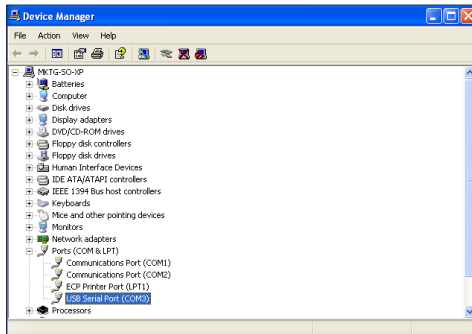 Device Manager
File Action View Help
MKTG-SO-XP
Batteries
Computer
Disk drives
Display adapters
DVD/CD-ROM drives
Floppy disk controllers
Floppy disk drives
Human Interface Devices
IDE ATA/ATAPI controllers
IEEE 1394 Bus host controllers
Keyboards
Mice and other pointing devices
Monitors
Network adapters
Ports (COM & LPT)
Communications Port (COM1)
Communications Port (COM2)
ECP Printer Port (LPT1)
USB Serial Port (COM3)
Processors